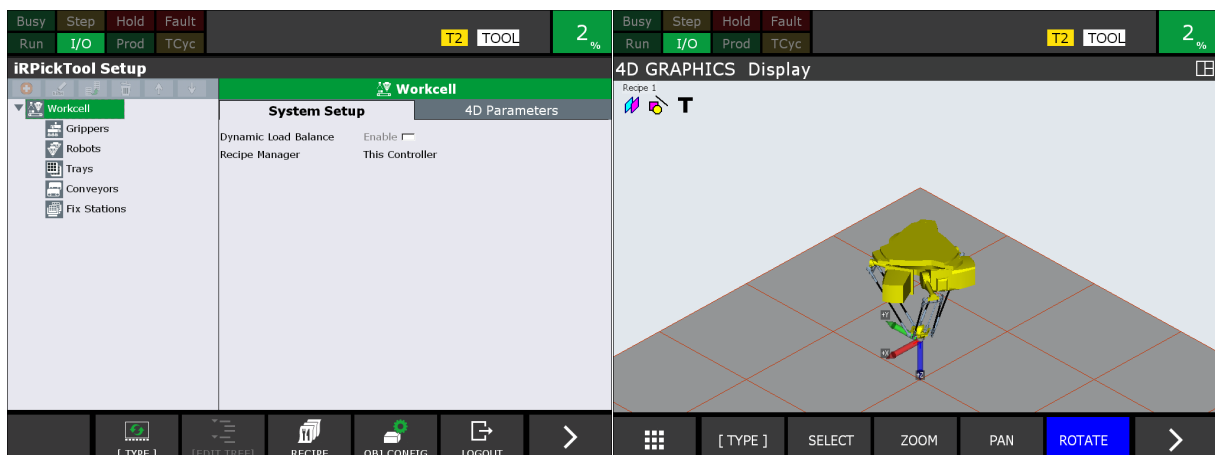 Busy Step Hold Fault
Run I/O Prod TCyc
T2 TOOL
2 %
iRPickTool Setup
Workcell
Workcell
System Setup
4D Parameters
Grippers
Robots
Trays
Conveyors
Fix Stations
Dynamic Load Balance Enable
Recipe Manager This Controller
[ TYPE ]
[EDIT TREE]
RECIPE
OBJ CONFIG
LOGOUT
>
Busy Step Hold Fault
Run I/O Prod TCyc
T2 TOOL
2 %
4D GRAPHICS Display
Recipe 1
T
+Y
+X
+Z
[ TYPE ]
SELECT
ZOOM
PAN
ROTATE
>